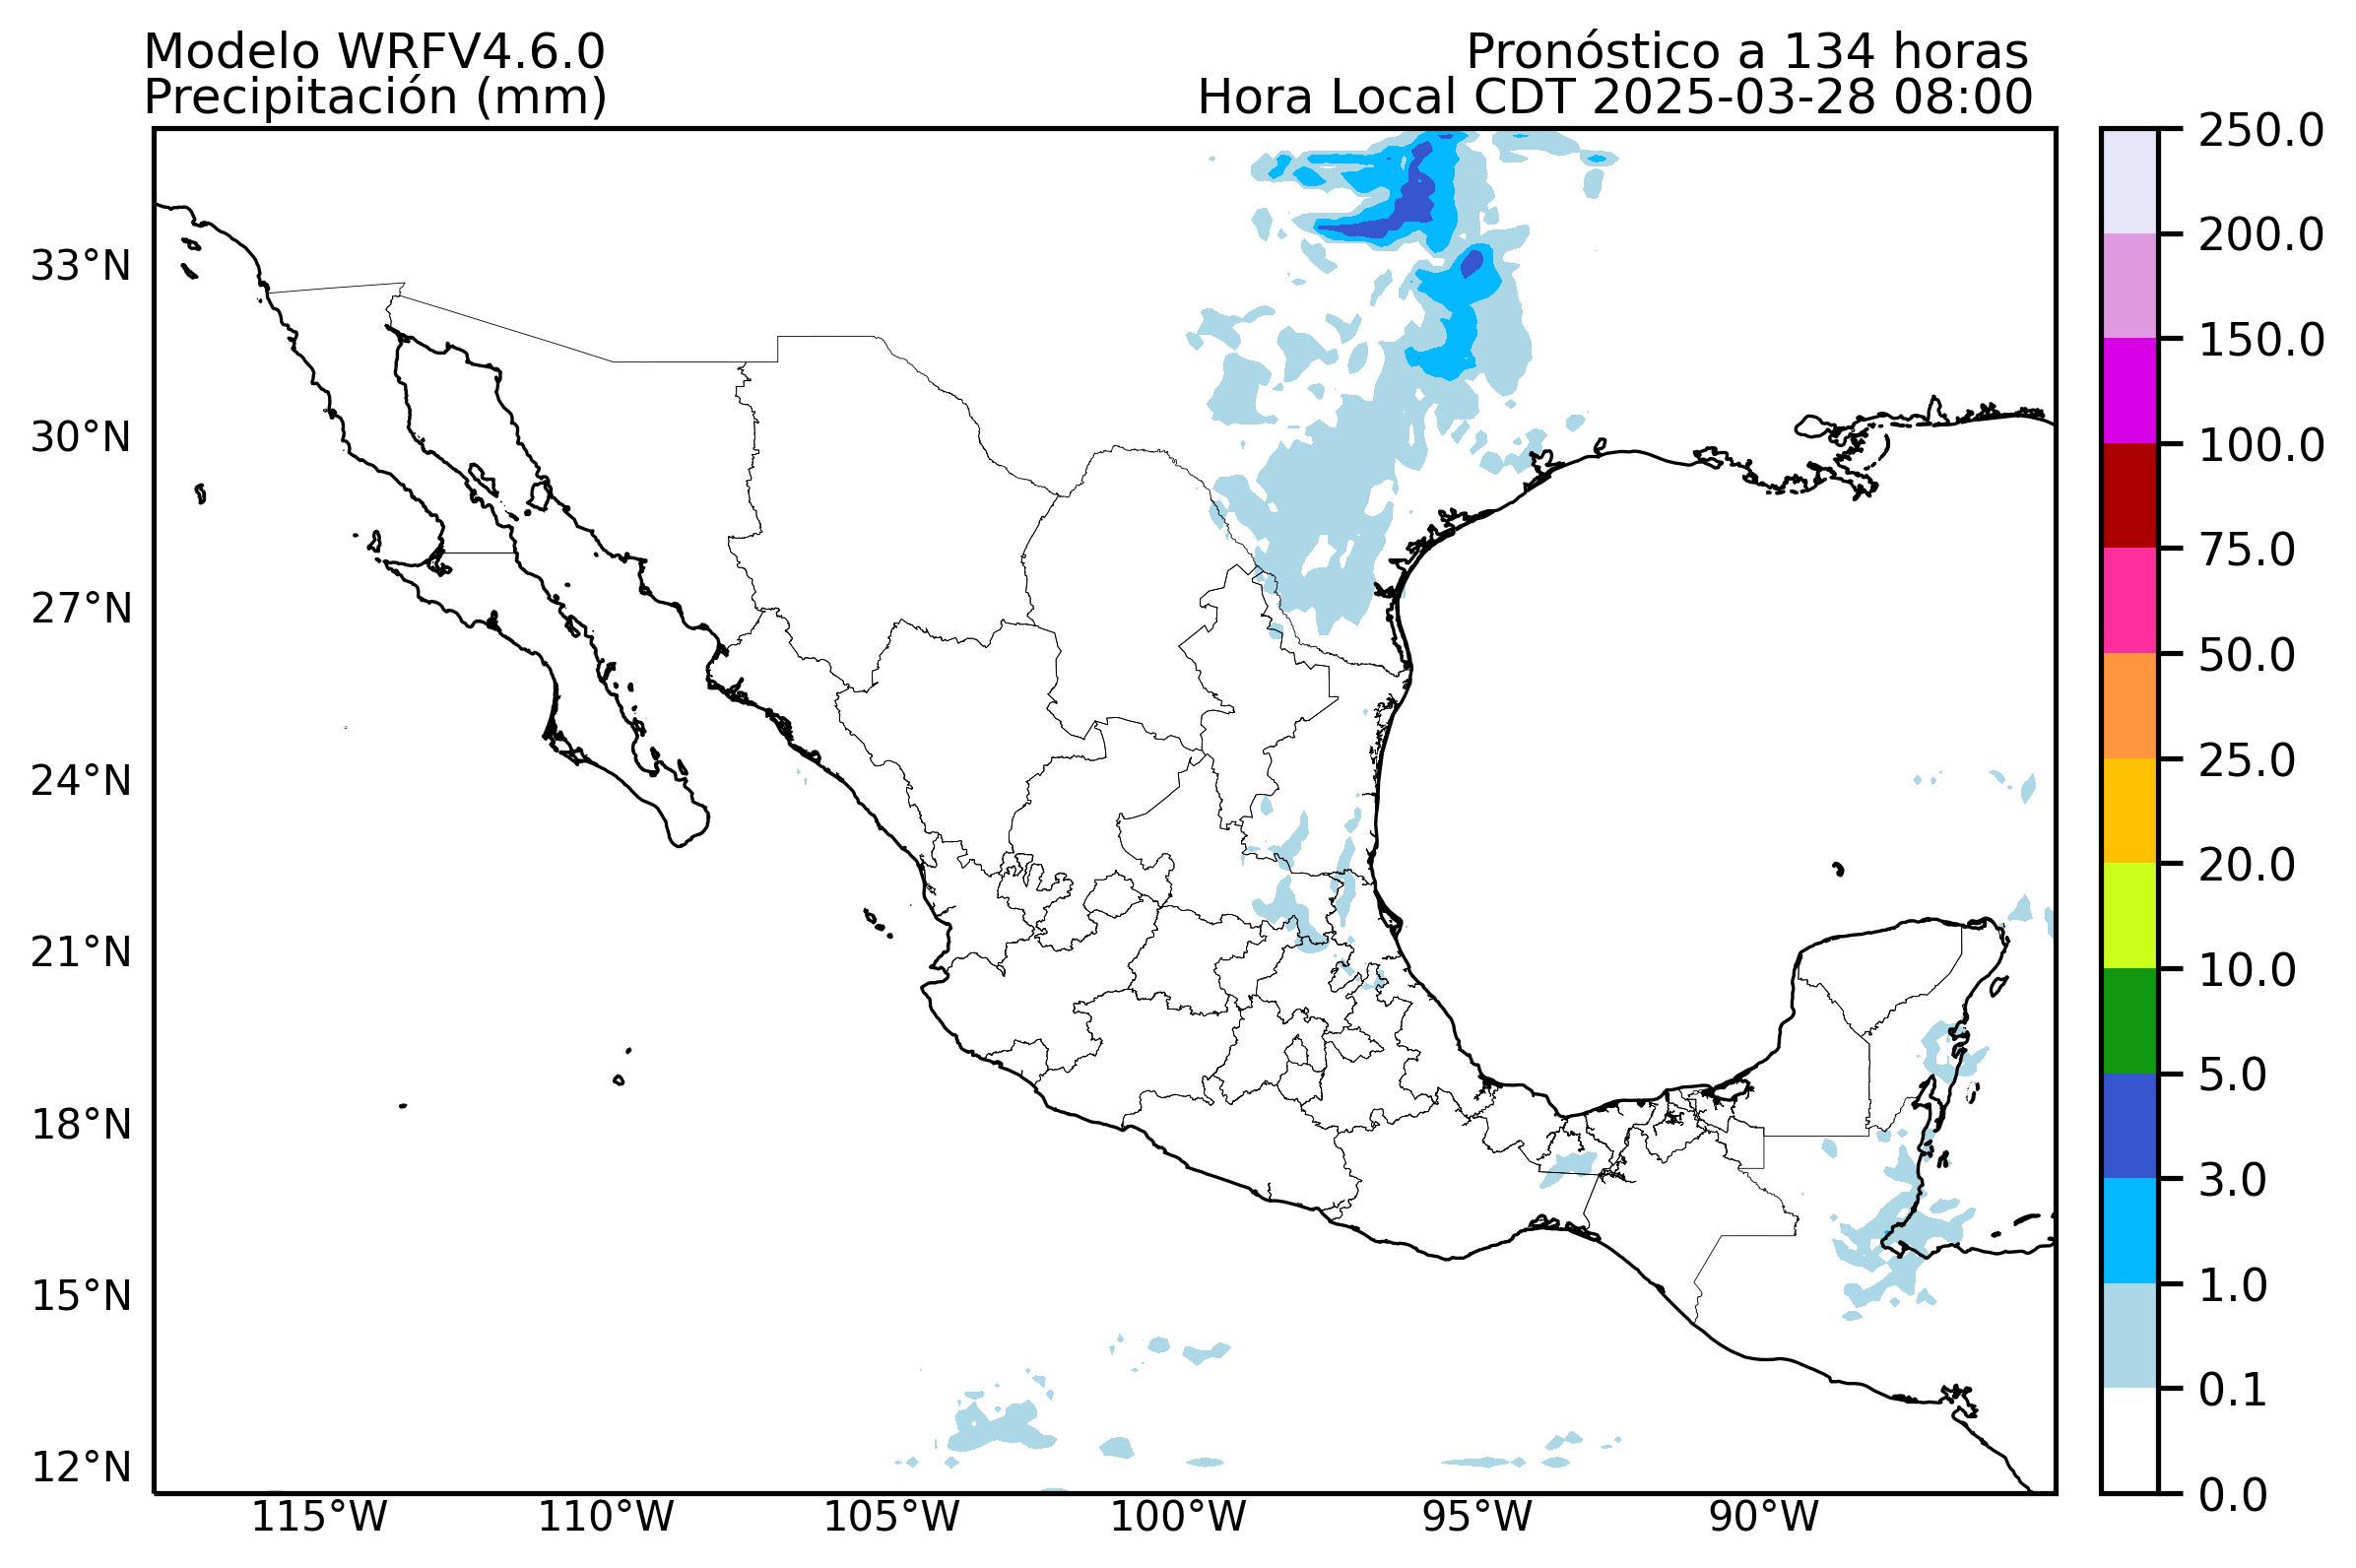 Modelo WRFV4.6.0
Precipitación (mm)
Pronóstico a 134 horas
Hora Local CDT 2025-03-28 08:00
33°N
30°N
27°N
24°N
21°N
18°N
15°N
12°N
115°W
110°W
105°W
100°W
95°W
90°W
250.0
200.0
150.0
100.0
75.0
50.0
25.0
20.0
10.0
5.0
3.0
1.0
0.1
0.0